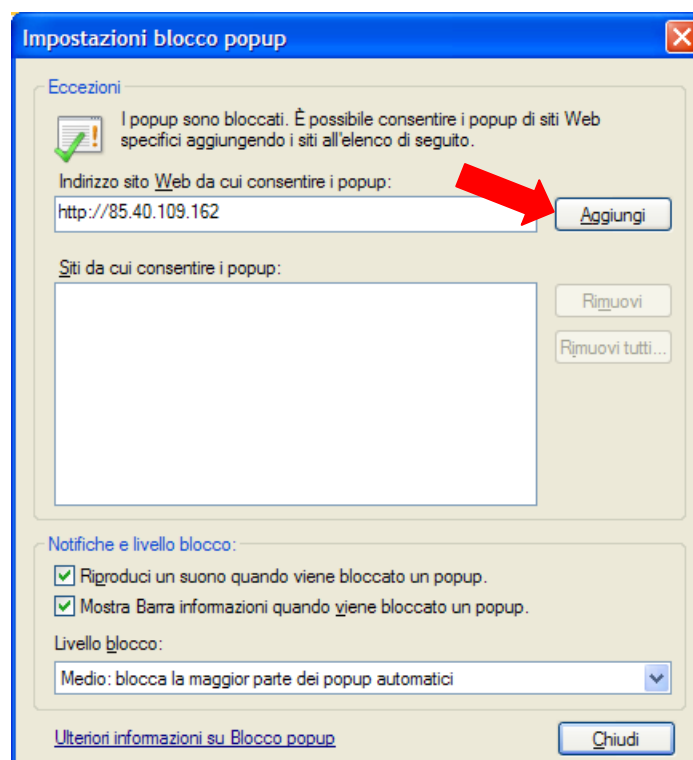 Impostazioni blocco popup
Eccezioni
I popup sono bloccati. È possibile consentire i popup di siti Web
specifici aggiungendo i siti all'elenco di seguito.
Indirizzo sito Web da cui consentire i popup:
http://85.40.109.162
Aggiungi
Siti da cui consentire i popup:
Rimuovi
Rimuovi tutti...
Notifiche e livello blocco:
Riproduci un suono quando viene bloccato un popup.
Mostra Barra informazioni quando viene bloccato un popup.
Livello blocco:
Medio: blocca la maggior parte dei popup automatici
Ulteriori informazioni su Blocco popup
Chiudi